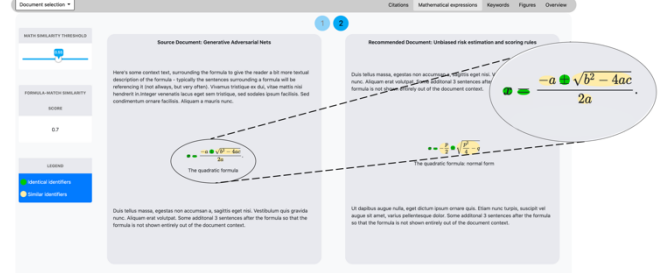 Document selection
Citations Mathematical expressions Keywords Figures Overview
1 2
MATH SIMILARITY THRESHOLD
FORMULA-MATCH SIMILARITY
SCORE
0.7
LEGEND
Identical identifiers
Similar identifiers
Source Document: Generative Adversarial Nets
Here's some context text, surrounding the formula to give the reader a bit more textual
description of the formula - typically the sentences surrounding a formula will be
referencing it (not always, but very often). Vivamus tristique ex dui, vitae mattis nisi
hendrerit in integer venenatis lacus eget sem tristique, sed sodales ipsum facilisis. Sed
condimentum ornare facilisis. Aliquam a mauris nunc.
x = −a ± √b² − 4ac / 2a .
The quadratic formula
Duis tellus massa, egestas non accumsan a, sagittis eget nisi. Vestibulum quis gravida
nunc. Aliquam erat volutpat. Some additional 3 sentences after the formula so that the
formula is not shown entirely out of the document context.
Recommended Document: Unbiased risk estimation and scoring rules
Duis tellus massa, egestas non accumsan a, sagittis eget nisi.
nunc. Aliquam erat volutpat. Some additional 3 sentences
formula is not shown entirely out of the document context.
x = −p/2 ± √p²/4 − q
The quadratic formula: normal form
Ut dapibus augue nulla, eget dictum ipsum ornare quis. Etiam nunc turpis, suscipit vel
augue sit amet, varius pellentesque dolor. Some additional 3 sentences after the formula
so that the formula is not shown entirely out of the document context.
x = −a ± √b² − 4ac / 2a .